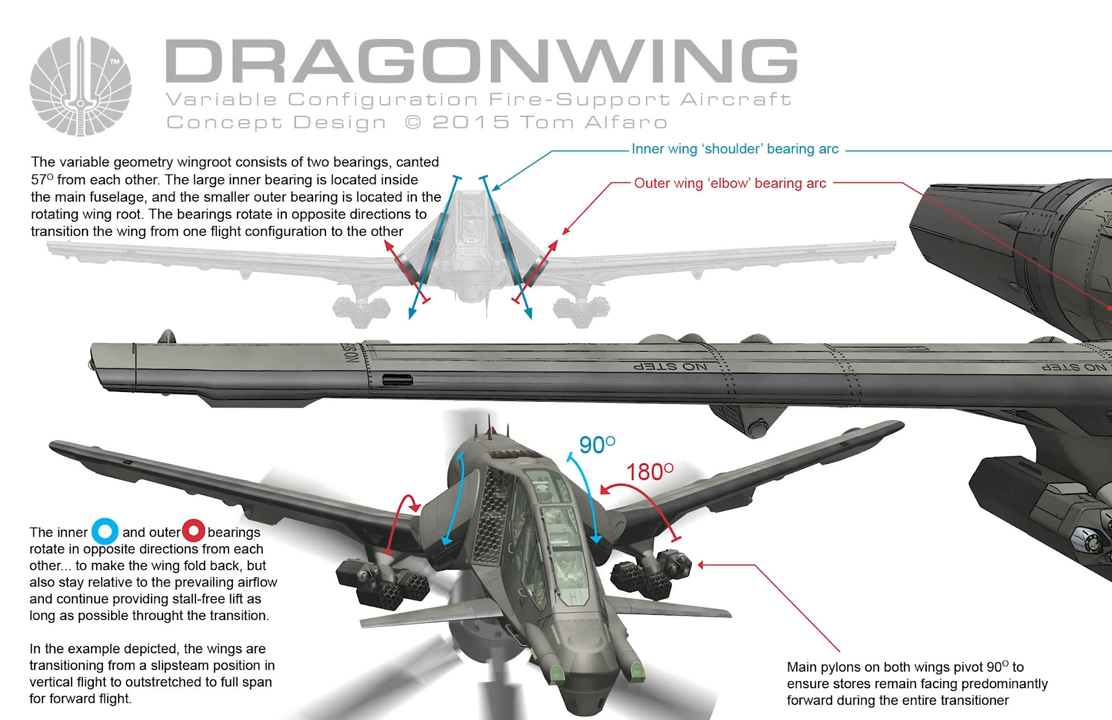 DRAGONWING
TM
Variable Configuration Fire-Support Aircraft
Concept Design © 2015 Tom Alfaro
The variable geometry wingroot consists of two bearings, canted
57° from each other. The large inner bearing is located inside
the main fuselage, and the smaller outer bearing is located in the
rotating wing root. The bearings rotate in opposite directions to
transition the wing from one flight configuration to the other
Inner wing ‘shoulder’ bearing arc
Outer wing ‘elbow’ bearing arc
NO STEP
NO STEP
90°
180°
The inner and outer bearings
rotate in opposite directions from each
other... to make the wing fold back, but
also stay relative to the prevailing airflow
and continue providing stall-free lift as
long as possible throught the transition.
In the example depicted, the wings are
transitioning from a slipsteam position in
vertical flight to outstretched to full span
for forward flight.
Main pylons on both wings pivot 90° to
ensure stores remain facing predominantly
forward during the entire transitioner